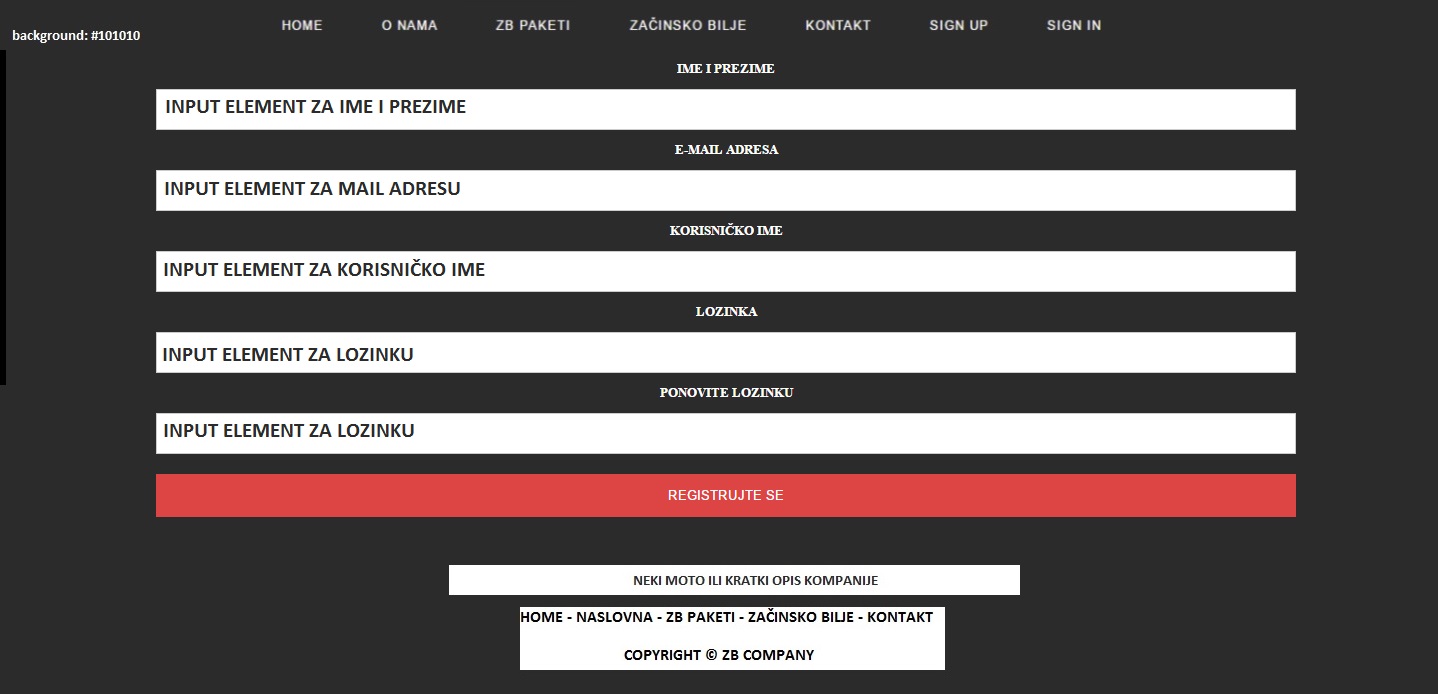 HOME O NAMA ZB PAKETI ZAČINSKO BILJE KONTAKT SIGN UP SIGN IN
background: #101010
IME I PREZIME
INPUT ELEMENT ZA IME I PREZIME
E-MAIL ADRESA
INPUT ELEMENT ZA MAIL ADRESU
KORISNIČKO IME
INPUT ELEMENT ZA KORISNIČKO IME
LOZINKA
INPUT ELEMENT ZA LOZINKU
PONOVITE LOZINKU
INPUT ELEMENT ZA LOZINKU
REGISTRUJTE SE
NEKI MOTO ILI KRATKI OPIS KOMPANIJE
HOME - NASLOVNA - ZB PAKETI - ZAČINSKO BILJE - KONTAKT
COPYRIGHT © ZB COMPANY